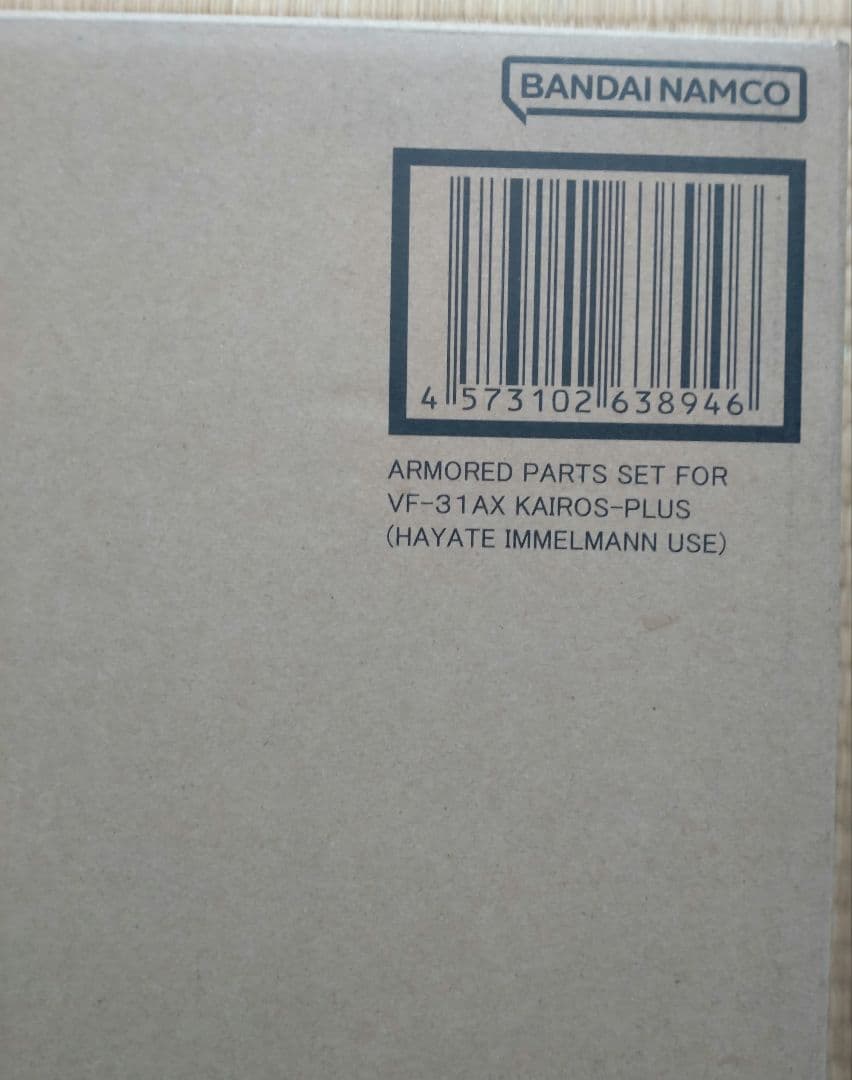 BANDAI NAMCO
4 573102 638946
ARMORED PARTS SET FOR
VF-31AX KAIROS-PLUS
(HAYATE IMMELMANN USE)